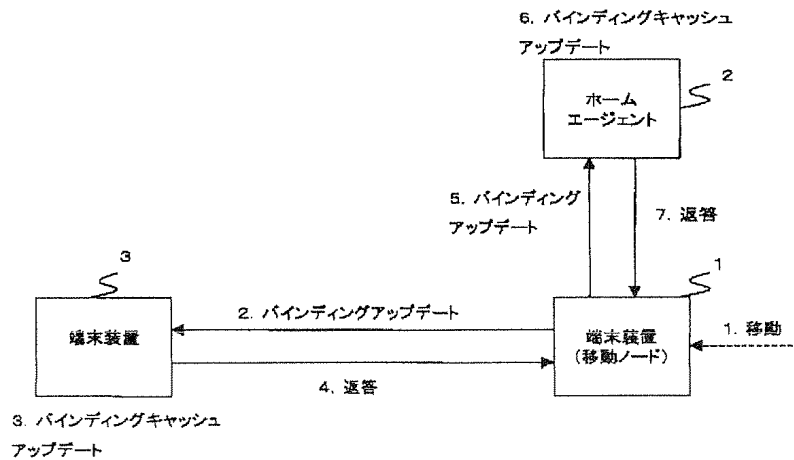 6. バインディングキャッシュ
アップデート
2
ホーム
エージェント
5. バインディング
アップデート
7. 返答
3
1
端末装置
2. バインディングアップデート
端末装置
(移動ノード)
1. 移動
4. 返答
3. バインディングキャッシュ
アップデート